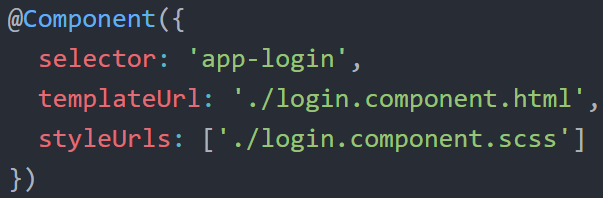 @Component({
  selector: 'app-login',
  templateUrl: './login.component.html',
  styleUrls: ['./login.component.scss']
})